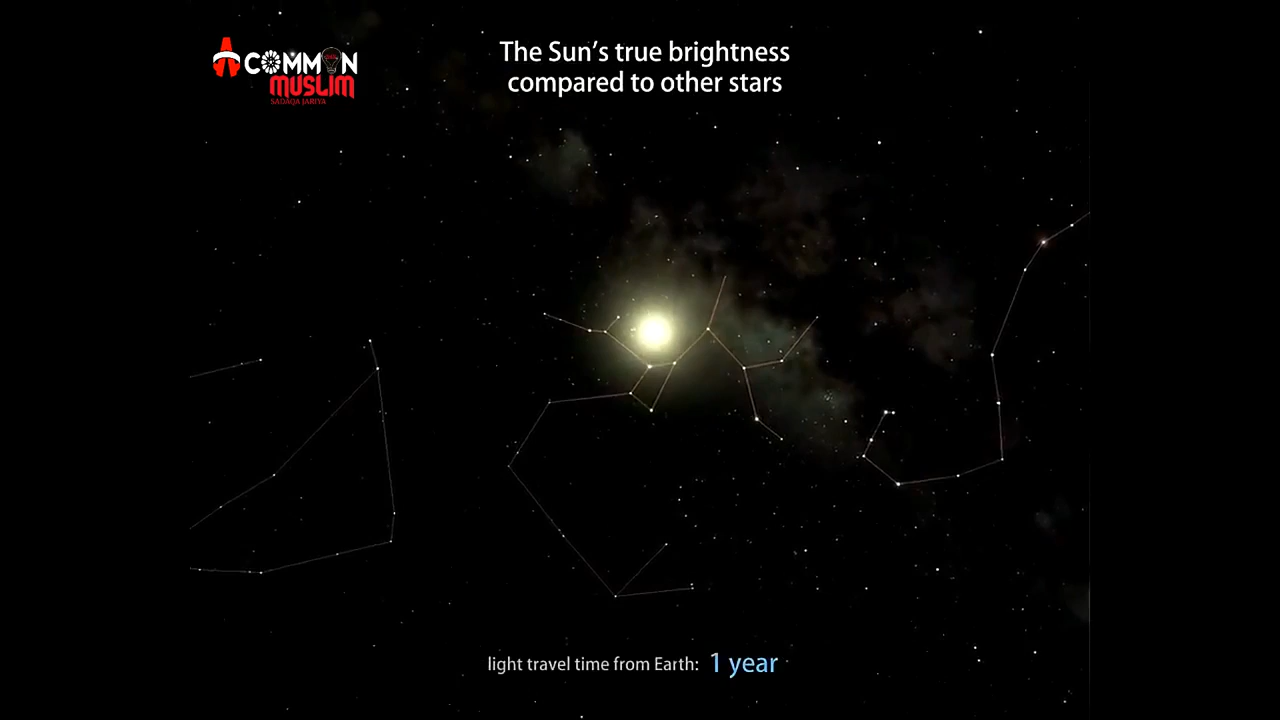 COMMON
MUSLIM
SADAQA JARIYA
The Sun's true brightness
compared to other stars
light travel time from Earth: 1 year